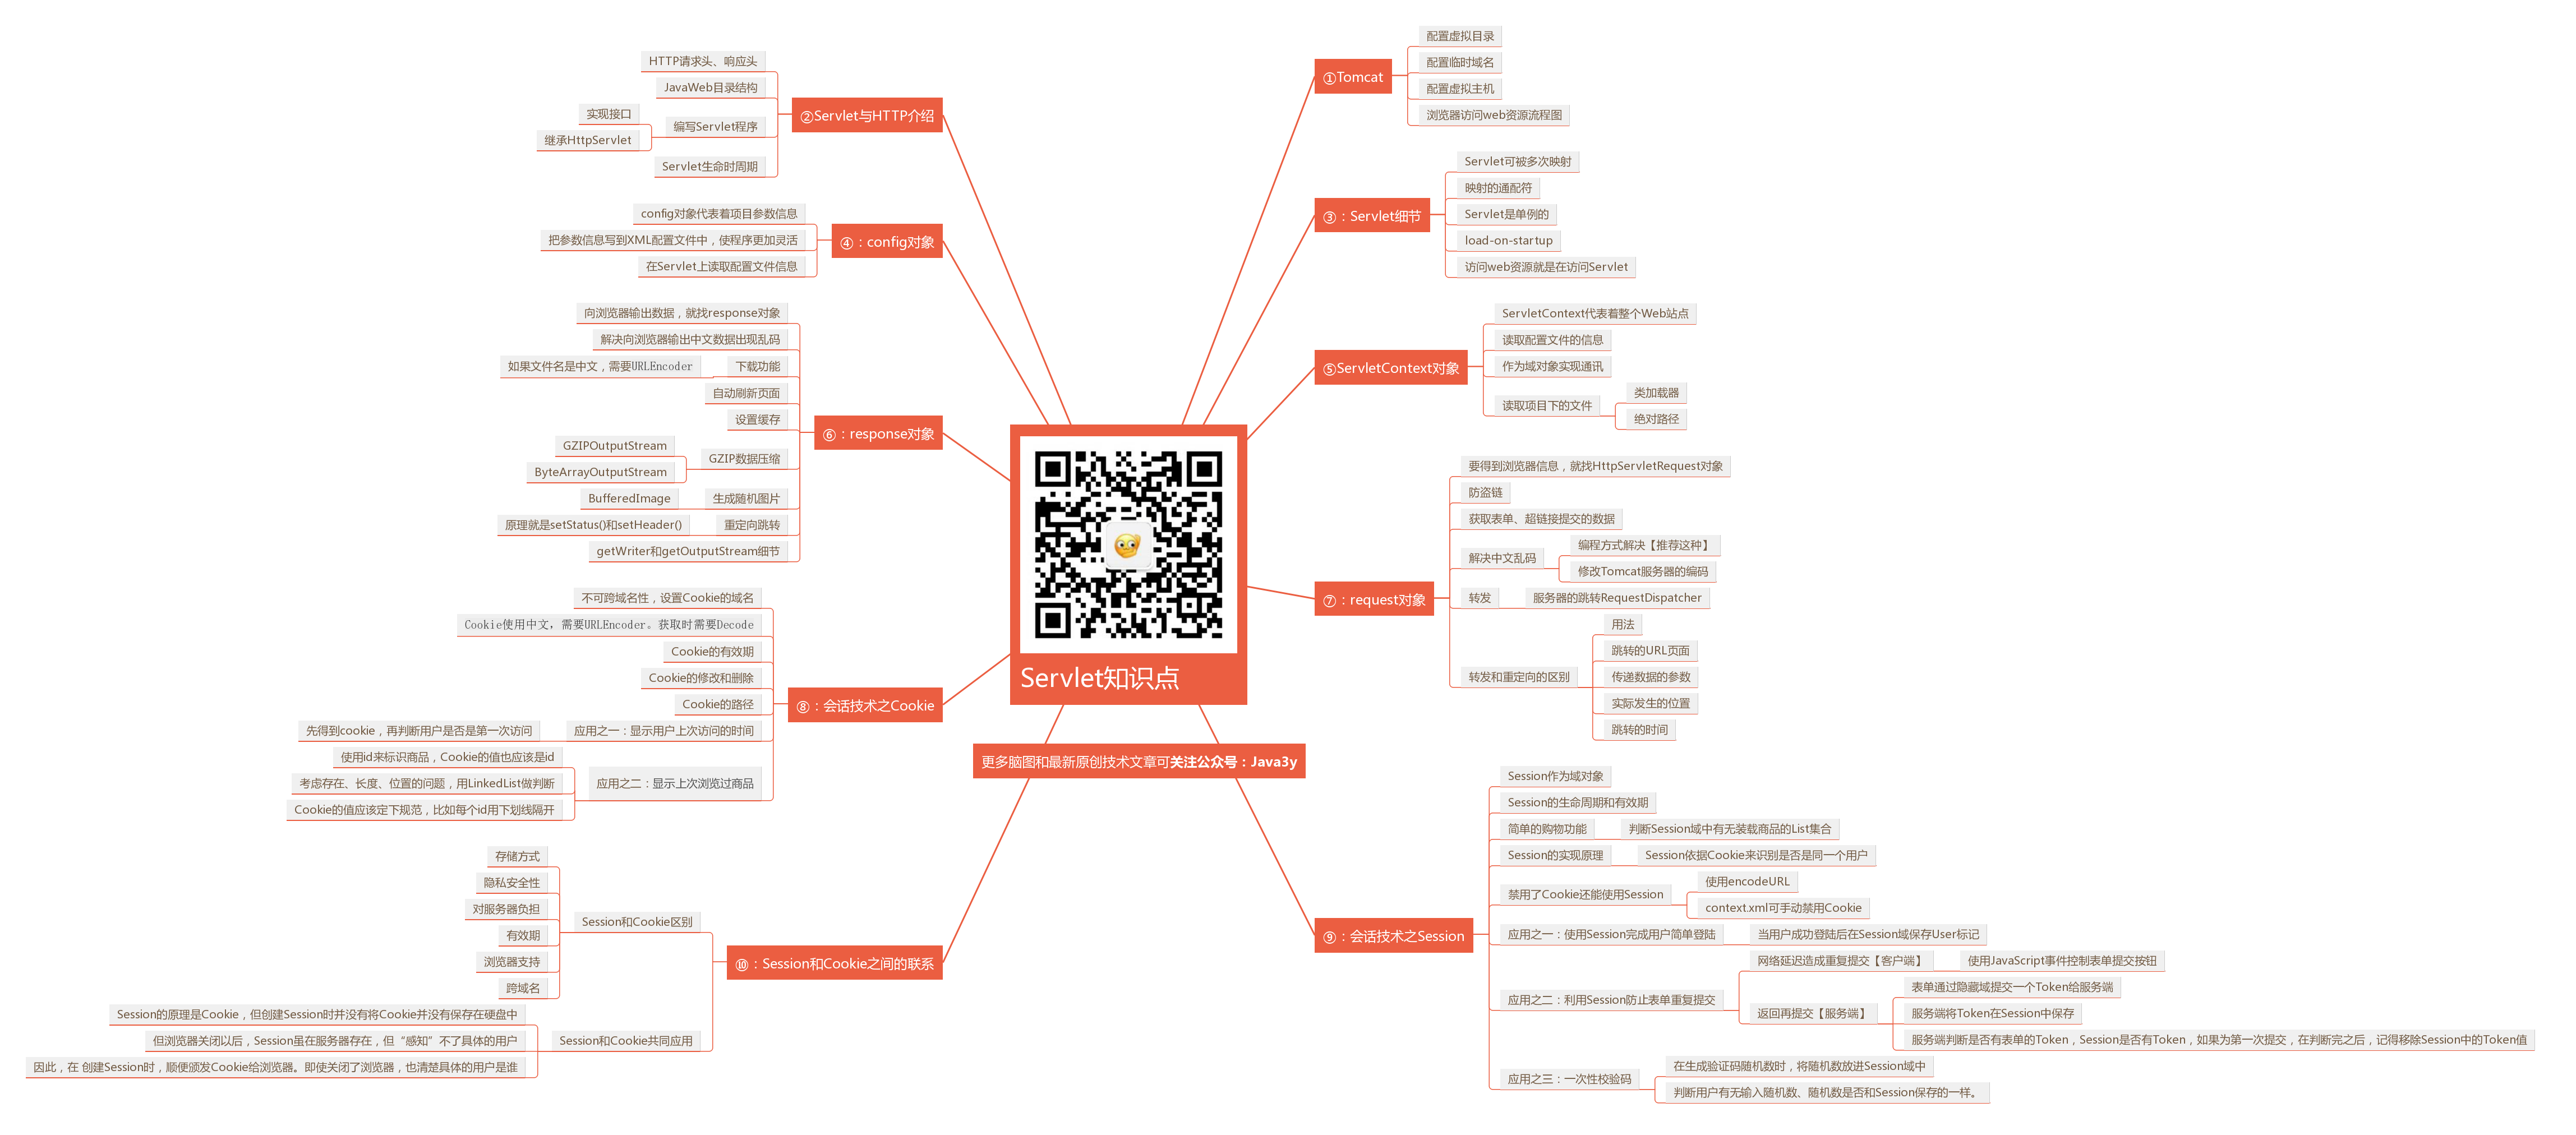 Servlet知识点
更多脑图和最新原创技术文章可关注公众号：Java3y
①Tomcat
配置虚拟目录
配置临时域名
配置虚拟主机
浏览器访问web资源流程图
②Servlet与HTTP介绍
HTTP请求头、响应头
JavaWeb目录结构
编写Servlet程序
实现接口
继承HttpServlet
Servlet生命时周期
③：Servlet细节
Servlet可被多次映射
映射的通配符
Servlet是单例的
load-on-startup
访问web资源就是在访问Servlet
④：config对象
config对象代表着项目参数信息
把参数信息写到XML配置文件中，使程序更加灵活
在Servlet上读取配置文件信息
⑤ServletContext对象
ServletContext代表着整个Web站点
读取配置文件的信息
作为域对象实现通讯
读取项目下的文件
类加载器
绝对路径
⑥：response对象
向浏览器输出数据，就找response对象
解决向浏览器输出中文数据出现乱码
下载功能
如果文件名是中文，需要URLEncoder
自动刷新页面
设置缓存
GZIP数据压缩
GZIPOutputStream
ByteArrayOutputStream
生成随机图片
BufferedImage
重定向跳转
原理就是setStatus()和setHeader()
getWriter和getOutputStream细节
⑦：request对象
要得到浏览器信息，就找HttpServletRequest对象
防盗链
获取表单、超链接提交的数据
解决中文乱码
编程方式解决【推荐这种】
修改Tomcat服务器的编码
转发
服务器的跳转RequestDispatcher
转发和重定向的区别
用法
跳转的URL页面
传递数据的参数
实际发生的位置
跳转的时间
⑧：会话技术之Cookie
不可跨域名性，设置Cookie的域名
Cookie使用中文，需要URLEncoder。获取时需要Decode
Cookie的有效期
Cookie的修改和删除
Cookie的路径
应用之一：显示用户上次访问的时间
先得到cookie，再判断用户是否是第一次访问
应用之二：显示上次浏览过商品
使用id来标识商品，Cookie的值也应该是id
考虑存在、长度、位置的问题，用LinkedList做判断
Cookie的值应该定下规范，比如每个id用下划线隔开
⑨：会话技术之Session
Session作为域对象
Session的生命周期和有效期
简单的购物功能
判断Session域中有无装载商品的List集合
Session的实现原理
Session依据Cookie来识别是否是同一个用户
禁用了Cookie还能使用Session
使用encodeURL
context.xml可手动禁用Cookie
应用之一：使用Session完成用户简单登陆
当用户成功登陆后在Session域保存User标记
应用之二：利用Session防止表单重复提交
网络延迟造成重复提交【客户端】
使用JavaScript事件控制表单提交按钮
返回再提交【服务端】
表单通过隐藏域提交一个Token给服务端
服务端将Token在Session中保存
服务端判断是否有表单的Token，Session是否有Token，如果为第一次提交，在判断完之后，记得移除Session中的Token值
应用之三：一次性校验码
在生成验证码随机数时，将随机数放进Session域中
判断用户有无输入随机数、随机数是否和Session保存的一样。
⑩：Session和Cookie之间的联系
Session和Cookie区别
存储方式
隐私安全性
对服务器负担
有效期
浏览器支持
跨域名
Session和Cookie共同应用
Session的原理是Cookie，但创建Session时并没有将Cookie并没有保存在硬盘中
但浏览器关闭以后，Session虽在服务器存在，但“感知”不了具体的用户
因此，在 创建Session时，顺便颁发Cookie给浏览器。即使关闭了浏览器，也清楚具体的用户是谁